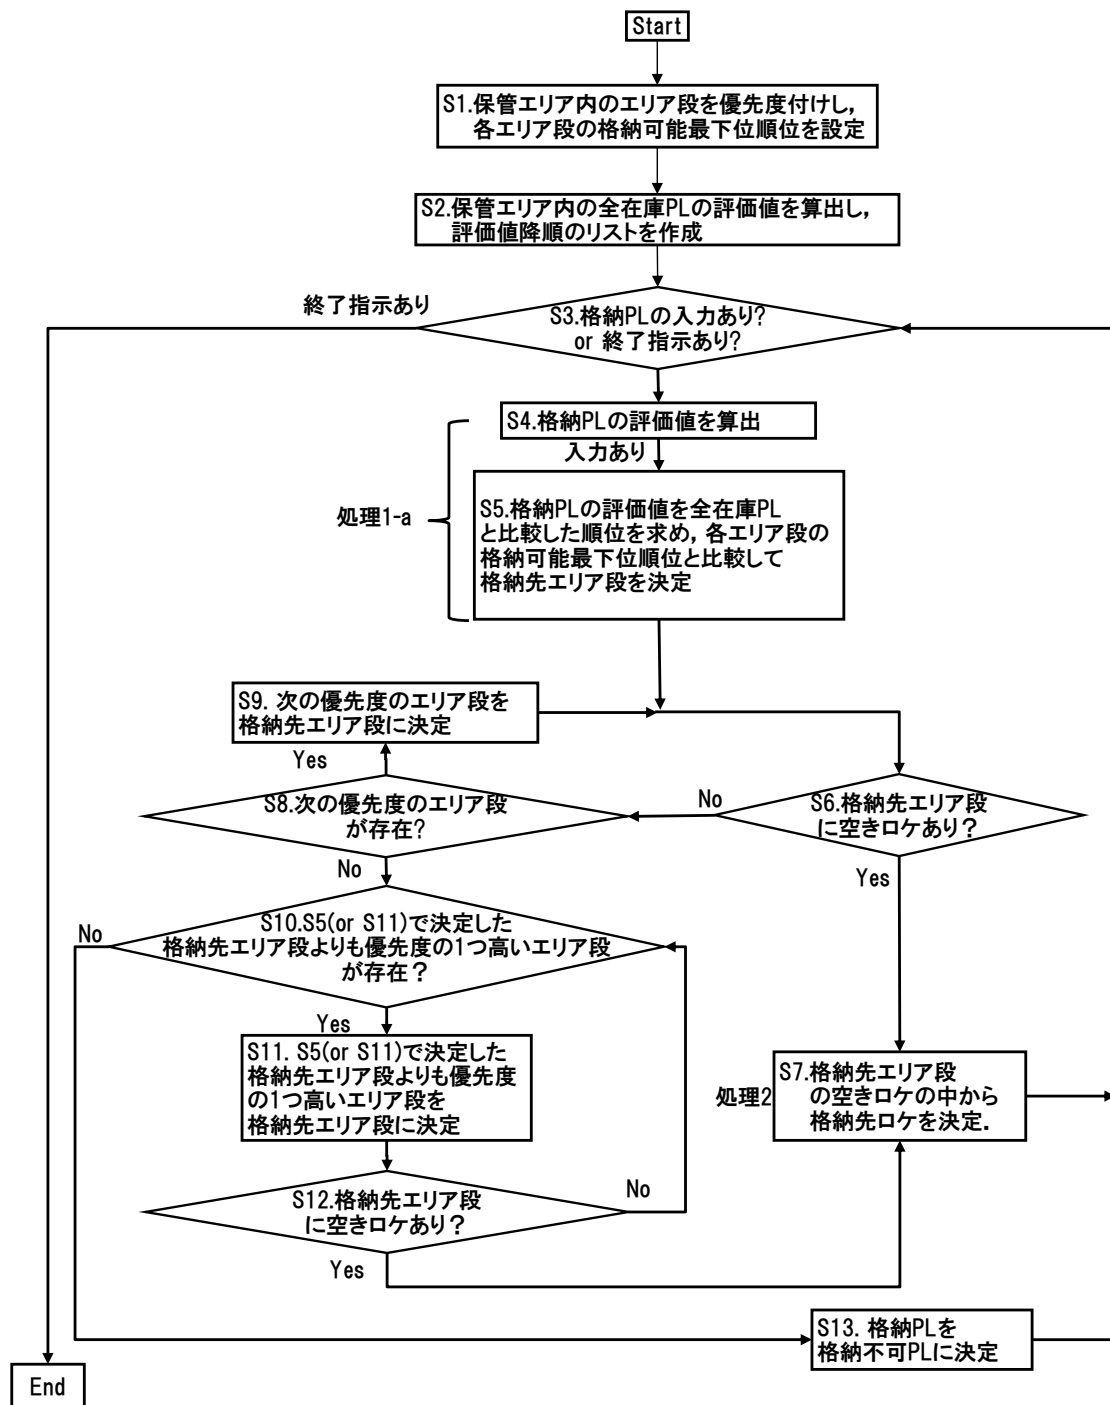 Start
S1.保管エリア内のエリア段を優先度付けし，
各エリア段の格納可能最下位順位を設定
S2.保管エリア内の全在庫PLの評価値を算出し，
評価値降順のリストを作成
終了指示あり
S3.格納PLの入力あり?
or 終了指示あり?
S4.格納PLの評価値を算出
入力あり
処理1-a
S5.格納PLの評価値を全在庫PL
と比較した順位を求め，各エリア段の
格納可能最下位順位と比較して
格納先エリア段を決定
S9. 次の優先度のエリア段を
格納先エリア段に決定
Yes
S8.次の優先度のエリア段
が存在?
No
S6.格納先エリア段
に空きロケあり？
No
Yes
S10.S5(or S11)で決定した
格納先エリア段よりも優先度の1つ高いエリア段
が存在？
No
Yes
S11. S5(or S11)で決定した
格納先エリア段よりも優先度
の1つ高いエリア段を
格納先エリア段に決定
処理2
S7.格納先エリア段
の空きロケの中から
格納先ロケを決定．
S12.格納先エリア段
に空きロケあり？
No
Yes
S13. 格納PLを
格納不可PLに決定
End